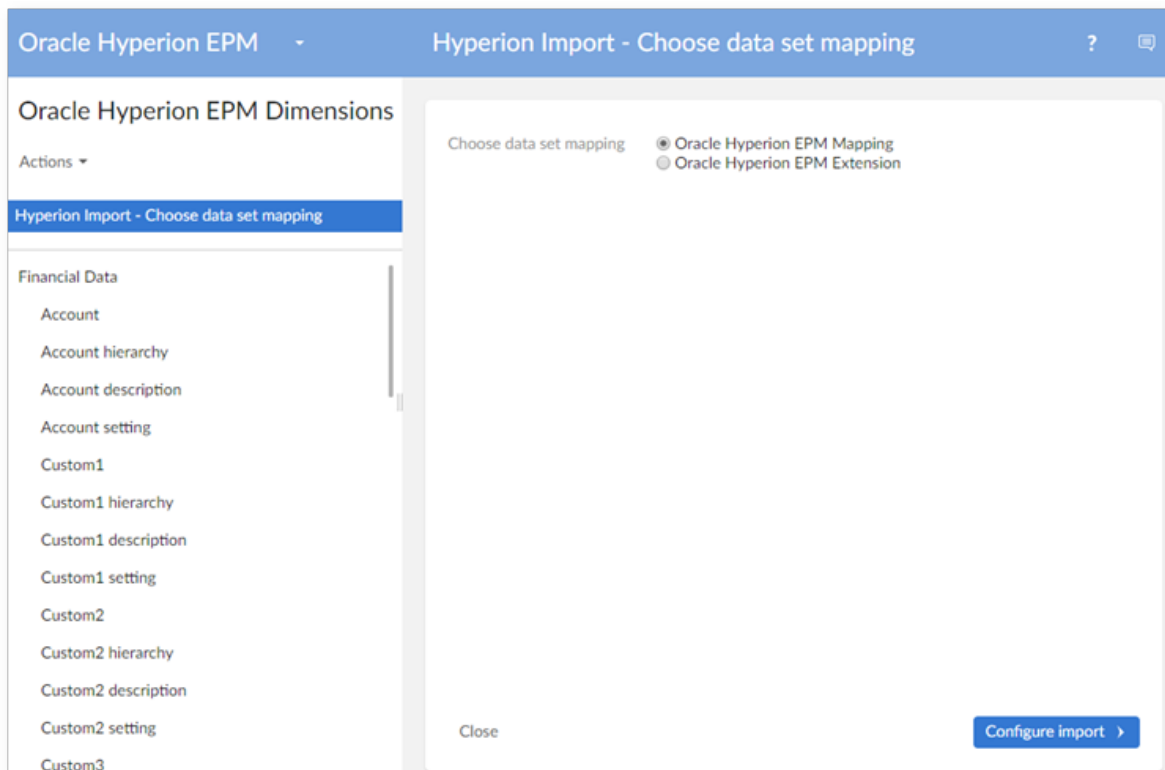 Oracle Hyperion EPM
Hyperion Import - Choose data set mapping
?
Oracle Hyperion EPM Dimensions
Actions
Hyperion Import - Choose data set mapping
Financial Data
Account
Account hierarchy
Account description
Account setting
Custom1
Custom1 hierarchy
Custom1 description
Custom1 setting
Custom2
Custom2 hierarchy
Custom2 description
Custom2 setting
Custom3
Choose data set mapping
Oracle Hyperion EPM Mapping
Oracle Hyperion EPM Extension
Close
Configure import